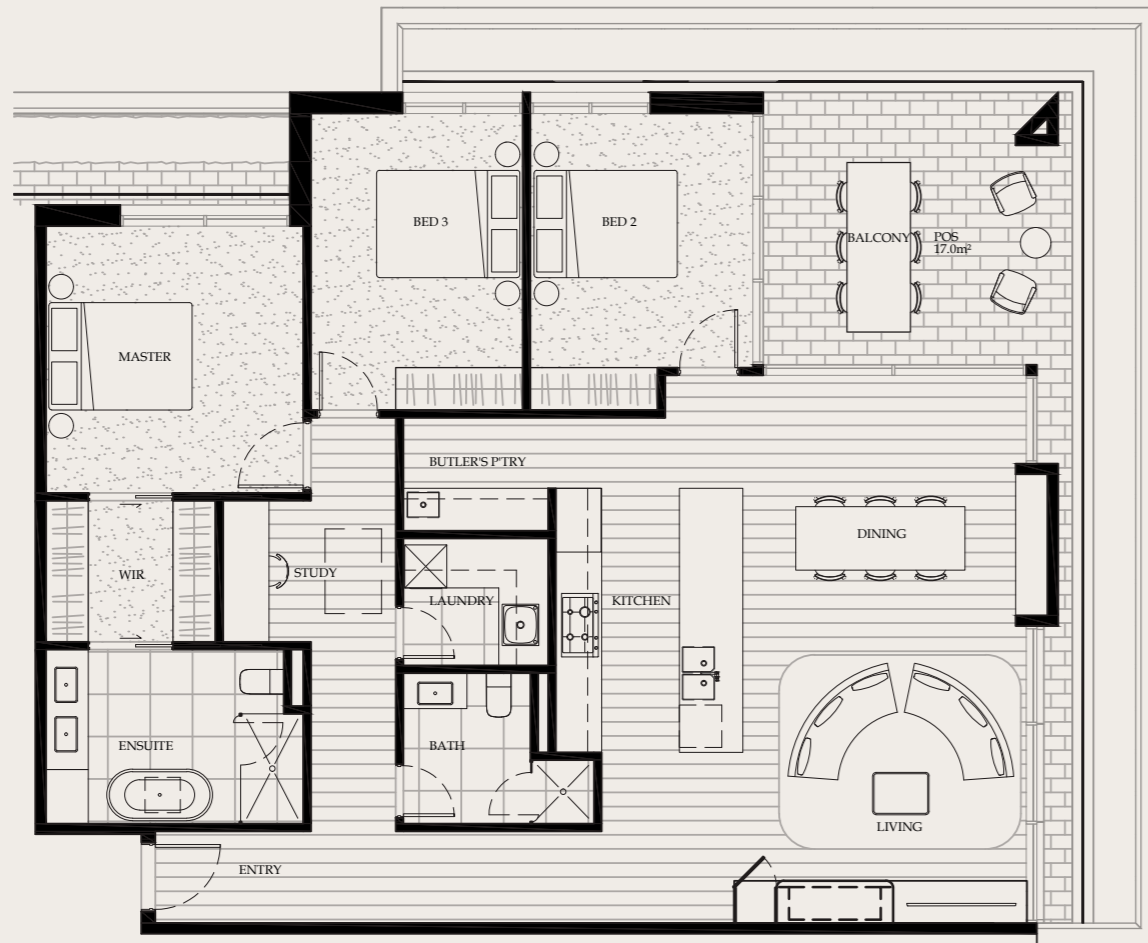 BED 3
BED 2
BALCONY
POS
17.0m²
MASTER
BUTLER'S P'TRY
DINING
WIR
STUDY
LAUNDRY
KITCHEN
ENSUITE
BATH
LIVING
ENTRY